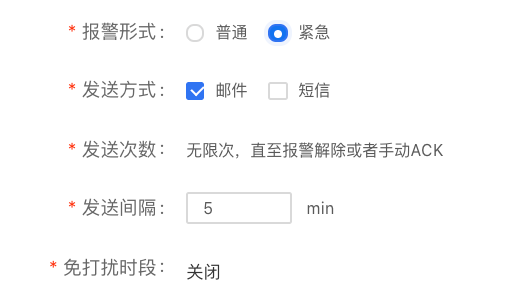 * 报警形式： 普通 紧急
* 发送方式： 邮件 短信
* 发送次数： 无限次，直至报警解除或者手动ACK
* 发送间隔： 5 min
* 免打扰时段： 关闭